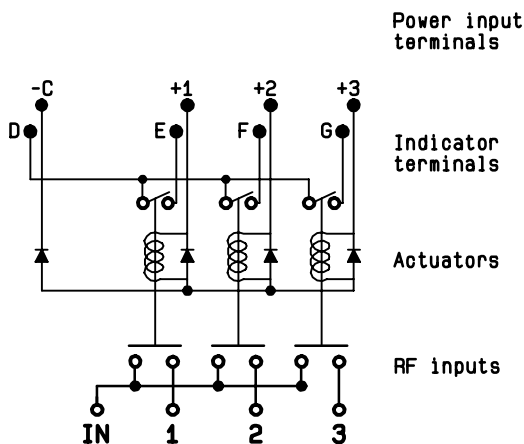 Power input
terminals
-C +1 +2 +3
D E F G
Indicator
terminals
Actuators
RF inputs
IN 1 2 3